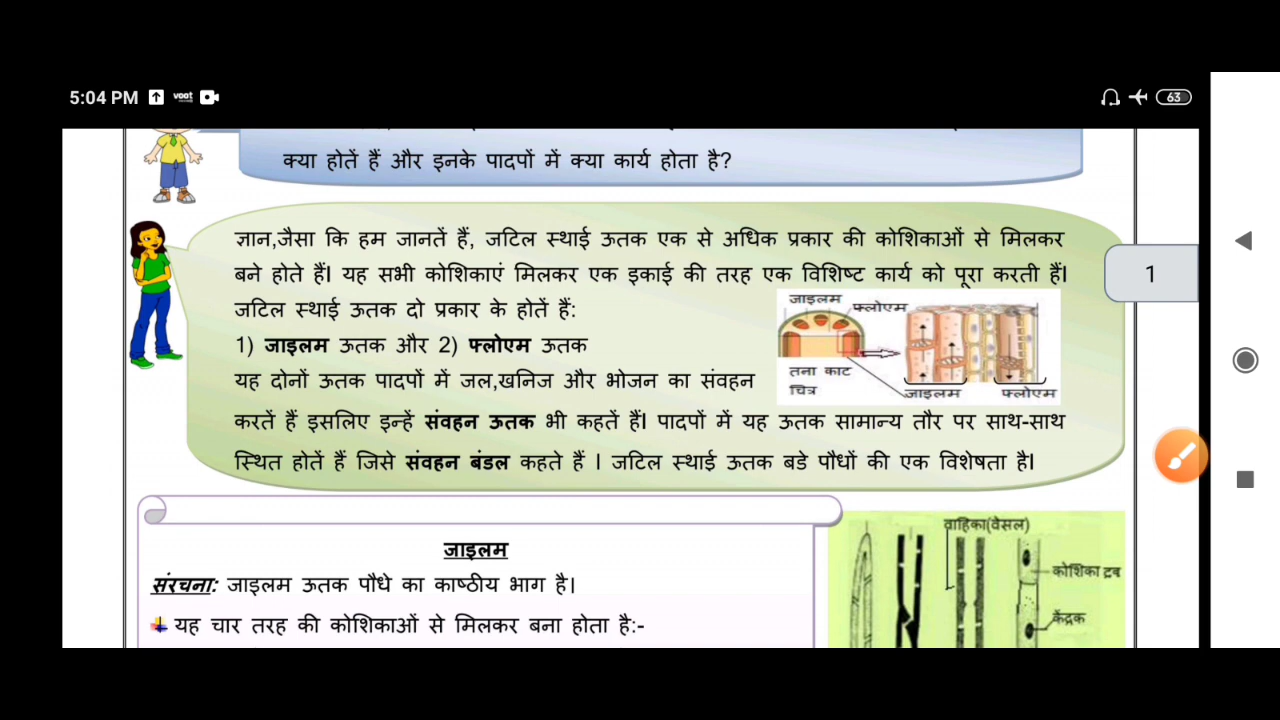 5:04 PM
voot
63
क्या होतें हैं और इनके पादपों में क्या कार्य होता है?
ज्ञान,जैसा कि हम जानतें हैं, जटिल स्थाई ऊतक एक से अधिक प्रकार की कोशिकाओं से मिलकर
बने होते हैं। यह सभी कोशिकाएं मिलकर एक इकाई की तरह एक विशिष्ट कार्य को पूरा करती हैं।
1
जटिल स्थाई ऊतक दो प्रकार के होतें हैं:
1) जाइलम ऊतक और 2) फ्लोएम ऊतक
यह दोनों ऊतक पादपों में जल,खनिज और भोजन का संवहन
जाइलम
फ्लोएम
तना काट
चित्र
जाइलम
फ्लोएम
करतें हैं इसलिए इन्हें संवहन ऊतक भी कहतें हैं। पादपों में यह ऊतक सामान्य तौर पर साथ-साथ
स्थित होतें हैं जिसे संवहन बंडल कहते हैं । जटिल स्थाई ऊतक बडे पौधों की एक विशेषता है।
जाइलम
संरचना: जाइलम ऊतक पौधे का काष्ठीय भाग है।
यह चार तरह की कोशिकाओं से मिलकर बना होता है:-
वाहिका(वैसल)
कोशिका द्रव
केंद्रक